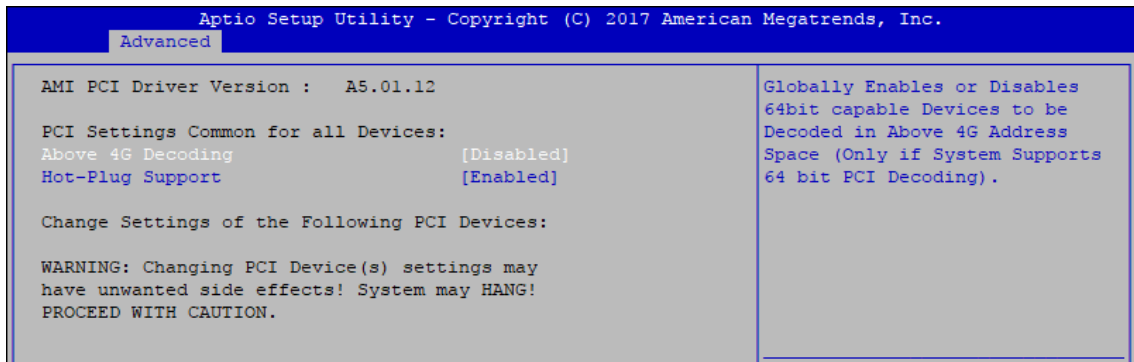 Aptio Setup Utility - Copyright (C) 2017 American Megatrends, Inc.
Advanced
AMI PCI Driver Version :   A5.01.12
PCI Settings Common for all Devices:
Above 4G Decoding   [Disabled]
Hot-Plug Support   [Enabled]
Change Settings of the Following PCI Devices:
WARNING: Changing PCI Device(s) settings may
have unwanted side effects! System may HANG!
PROCEED WITH CAUTION.
Globally Enables or Disables
64bit capable Devices to be
Decoded in Above 4G Address
Space (Only if System Supports
64 bit PCI Decoding).